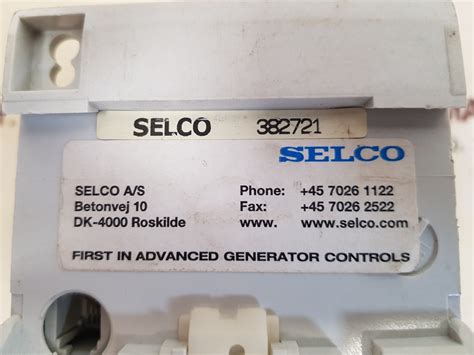 SELCO 382721
SELCO
SELCO A/S Phone: +45 7026 1122
Betonvej 10 Fax: +45 7026 2522
DK-4000 Roskilde www. www.selco.com
FIRST IN ADVANCED GENERATOR CONTROLS